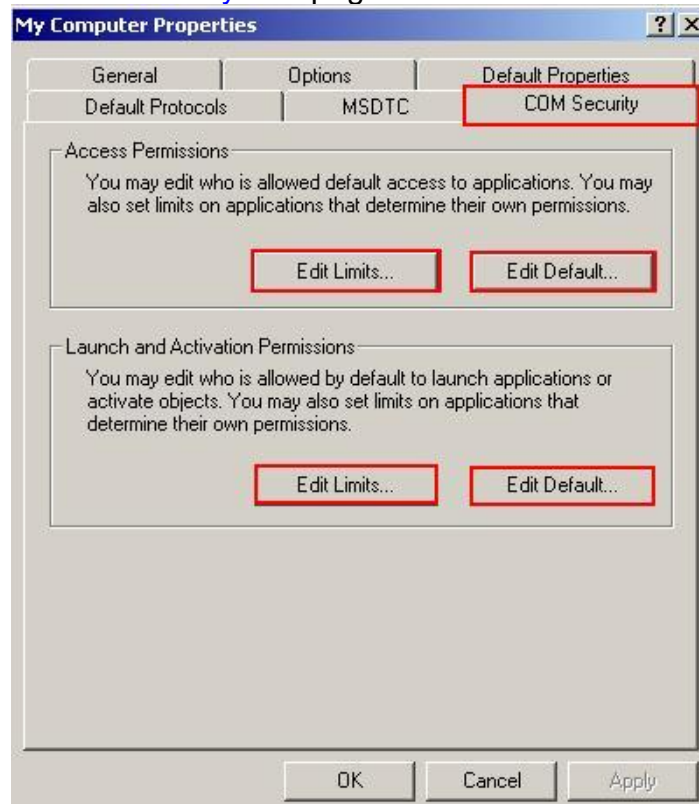 My Computer Properties
? X
General Options Default Properties
Default Protocols MSDTC COM Security
Access Permissions
You may edit who is allowed default access to applications. You may
also set limits on applications that determine their own permissions.
Edit Limits... Edit Default...
Launch and Activation Permissions
You may edit who is allowed by default to launch applications or
activate objects. You may also set limits on applications that
determine their own permissions.
Edit Limits... Edit Default...
OK Cancel Apply